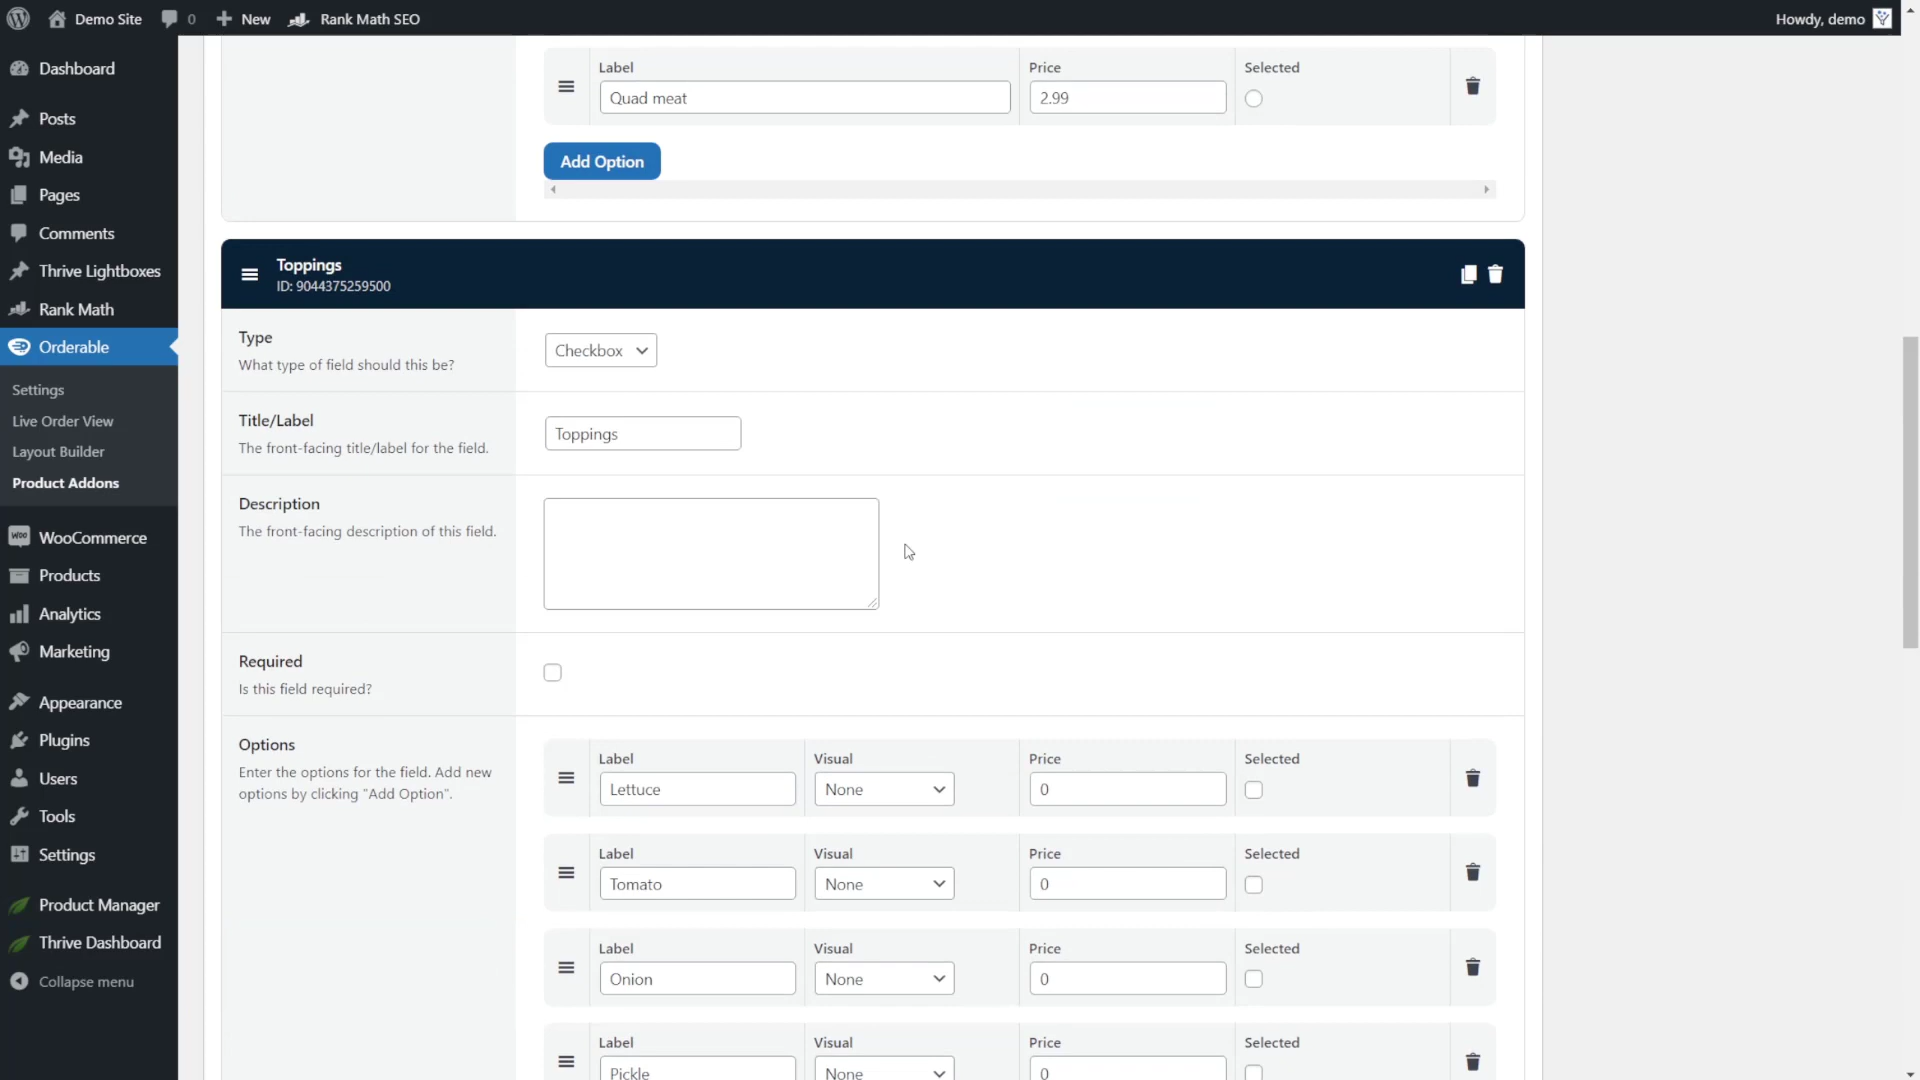 Demo Site
0
New
Rank Math SEO
Howdy, demo
Dashboard
Posts
Media
Pages
Comments
Thrive Lightboxes
Rank Math
Orderable
Settings
Live Order View
Layout Builder
Product Addons
WooCommerce
Products
Analytics
Marketing
Appearance
Plugins
Users
Tools
Settings
Product Manager
Thrive Dashboard
Collapse menu
Label Price Selected
Quad meat 2.99
Add Option
Toppings
ID: 9044375259500
Type
What type of field should this be?
Checkbox
Title/Label
The front-facing title/label for the field.
Toppings
Description
The front-facing description of this field.
Required
Is this field required?
Options
Enter the options for the field. Add new
options by clicking "Add Option".
Label Visual Price Selected
Lettuce None 0
Label Visual Price Selected
Tomato None 0
Label Visual Price Selected
Onion None 0
Label Visual Price Selected
Pickle None 0